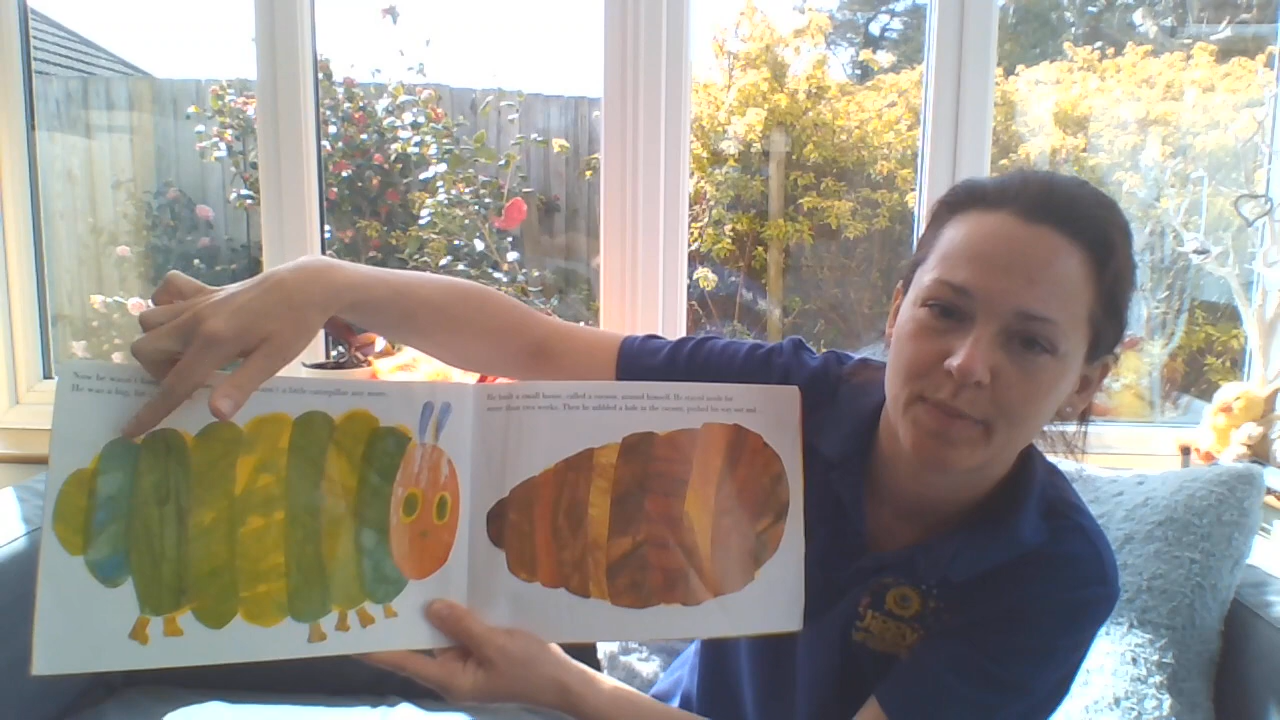 Now he wasn't a little caterpillar any more.
He was a big, fat
He built a small house, called a cocoon, around himself. He stayed inside for
more than two weeks. Then he nibbled a hole in the cocoon, pushed his way out and . . .